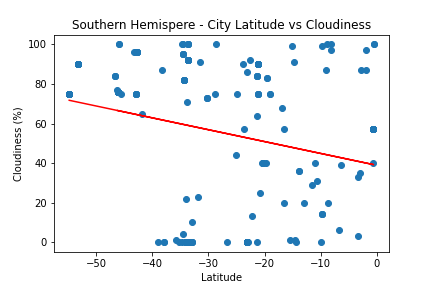 Southern Hemispere - City Latitude vs Cloudiness
100
80
60
40
20
0
Cloudiness (%)
−50 −40 −30 −20 −10 0
Latitude